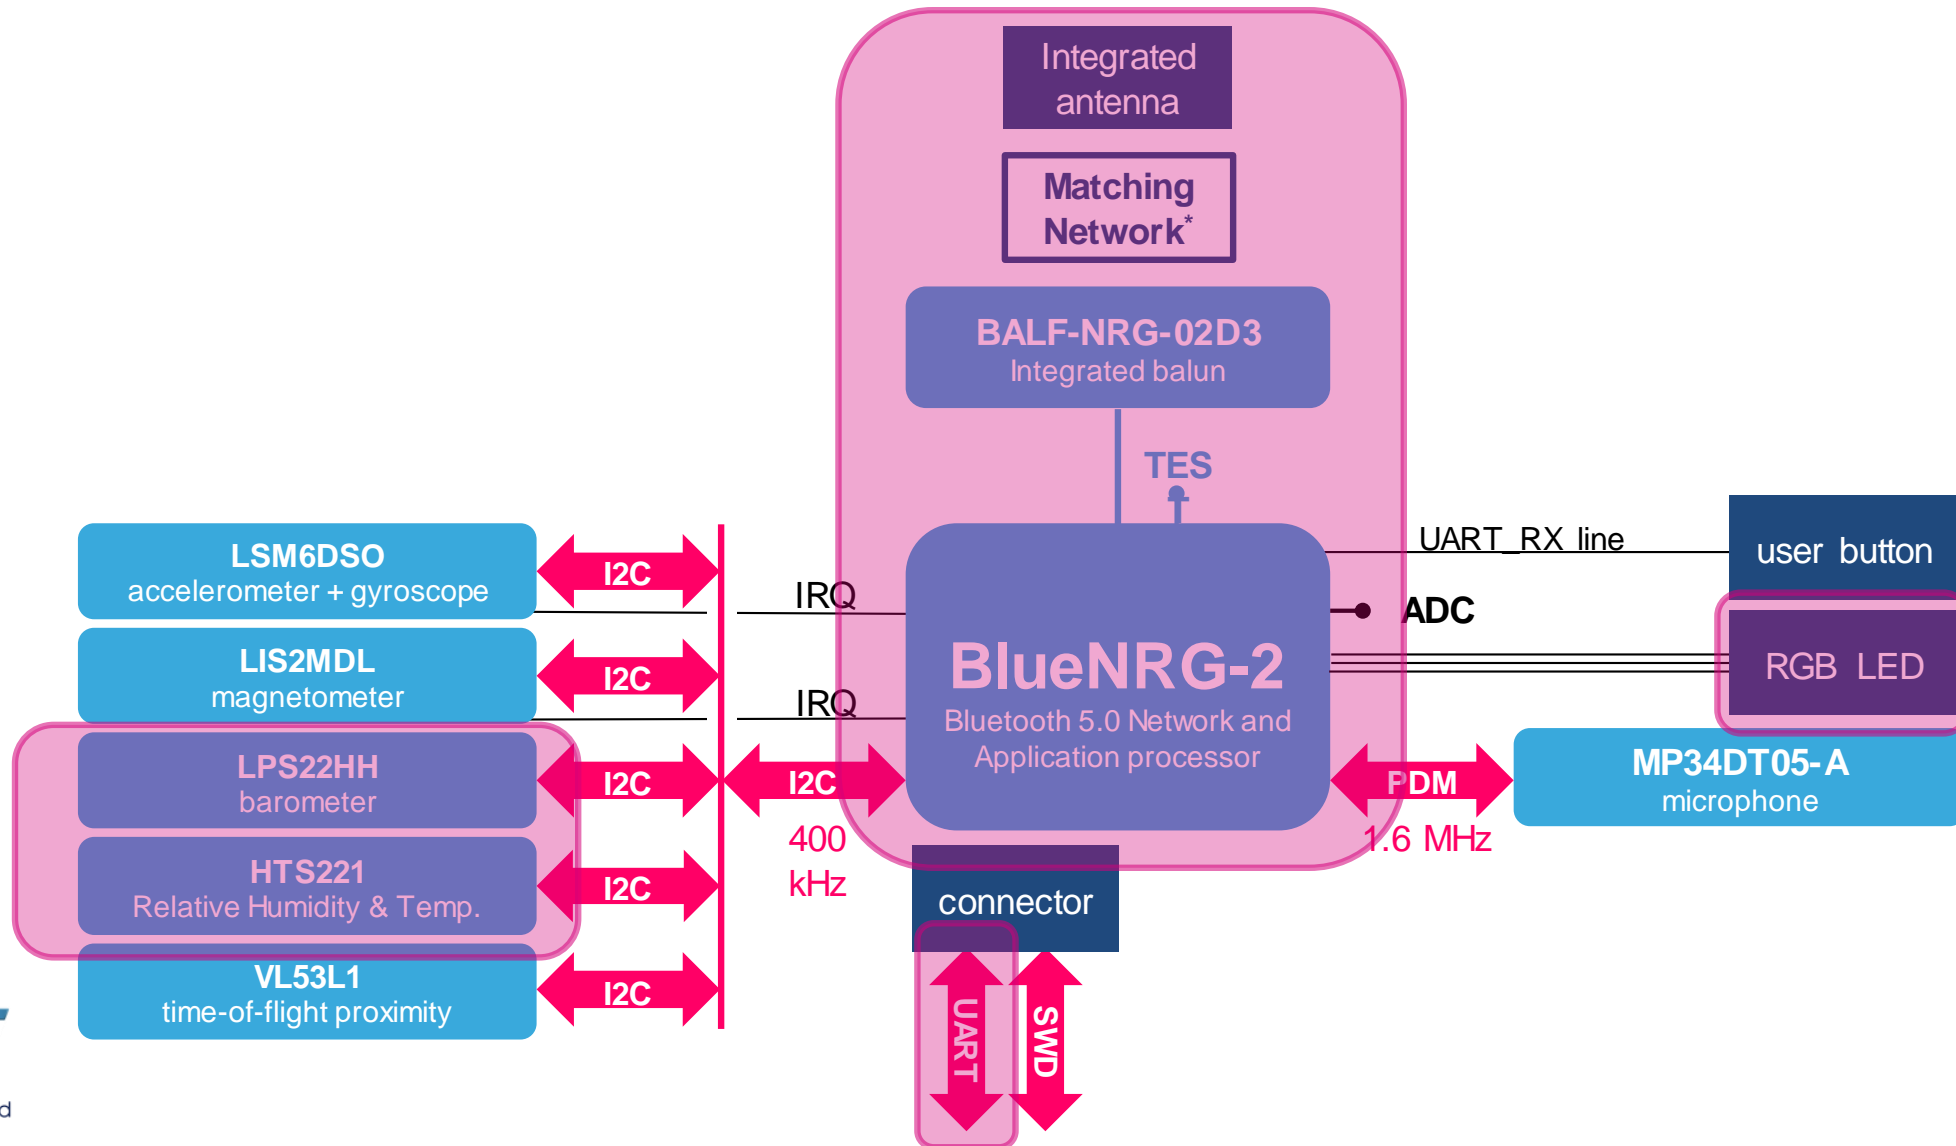 Integrated
antenna
Matching
Network*
BALF-NRG-02D3
Integrated balun
TES
LSM6DSO
accelerometer + gyroscope
I2C
IRQ
LIS2MDL
magnetometer
I2C
IRQ
LPS22HH
barometer
I2C
I2C
400
kHz
HTS221
Relative Humidity & Temp.
I2C
VL53L1
time-of-flight proximity
I2C
BlueNRG-2
Bluetooth 5.0 Network and
Application processor
UART_RX line
user button
ADC
RGB LED
PDM
1.6 MHz
MP34DT05-A
microphone
connector
UART
SWD
d